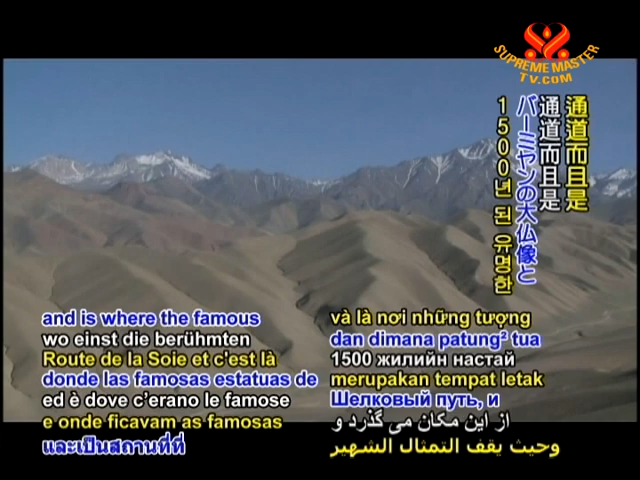 SUPREME MASTER
TV.COM
通道而且是
通道而且是
バーミヤンの大仏像と
1500년 된 유명한
and is where the famous
wo einst die berühmten
Route de la Soie et c'est là
donde las famosas estatuas de
ed è dove c’erano le famose
e onde ficavam as famosas
และเป็นสถานที่ที่
và là nơi những tượng
dan dimana patung² tua
1500 жилийн настай
merupakan tempat letak
Шелковый путь, и
از این مکان می گذرد و
وحيث يقف التمثال الشهير